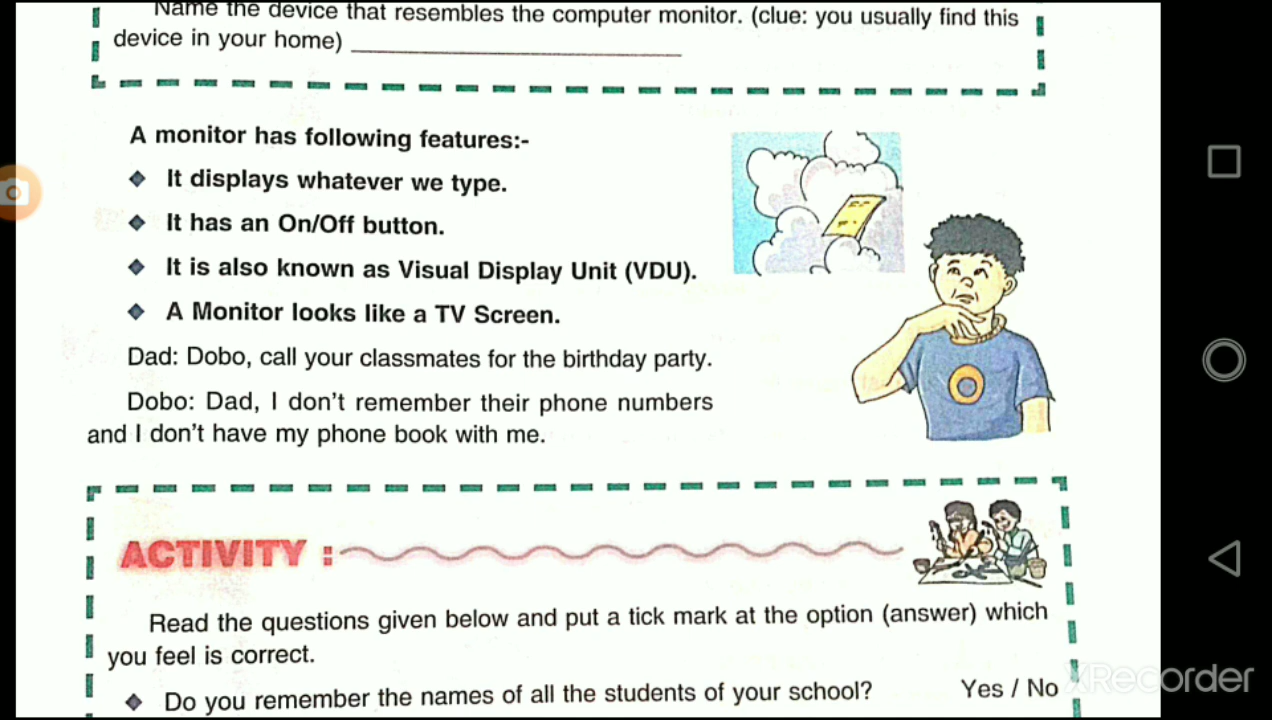 Name the device that resembles the computer monitor. (clue: you usually find this
device in your home)
A monitor has following features:-
It displays whatever we type.
It has an On/Off button.
It is also known as Visual Display Unit (VDU).
A Monitor looks like a TV Screen.
Dad: Dobo, call your classmates for the birthday party.
Dobo: Dad, I don't remember their phone numbers
and I don't have my phone book with me.
ACTIVITY :
Read the questions given below and put a tick mark at the option (answer) which
you feel is correct.
Do you remember the names of all the students of your school? Yes / No
XRecorder